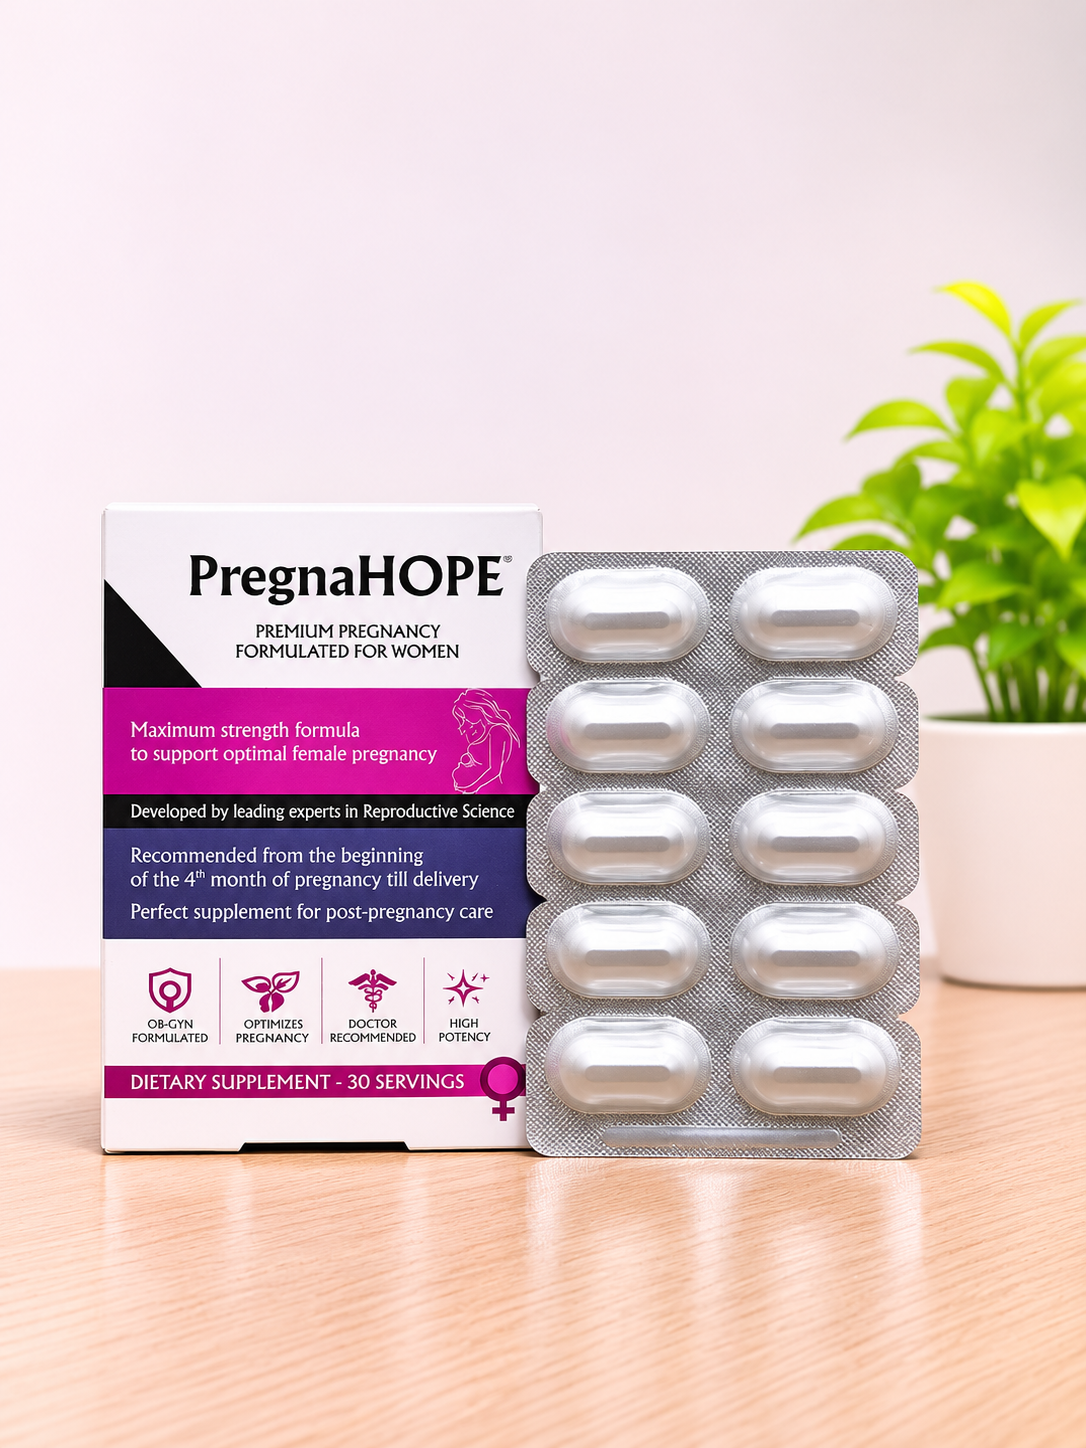 PregnaHOPE®
PREMIUM PREGNANCY
FORMULATED FOR WOMEN
Maximum strength formula
to support optimal female pregnancy
Developed by leading experts in Reproductive Science
Recommended from the beginning
of the 4th month of pregnancy till delivery
Perfect supplement for post-pregnancy care
OB-GYN
FORMULATED
OPTIMIZES
PREGNANCY
DOCTOR
RECOMMENDED
HIGH
POTENCY
DIETARY SUPPLEMENT - 30 SERVINGS